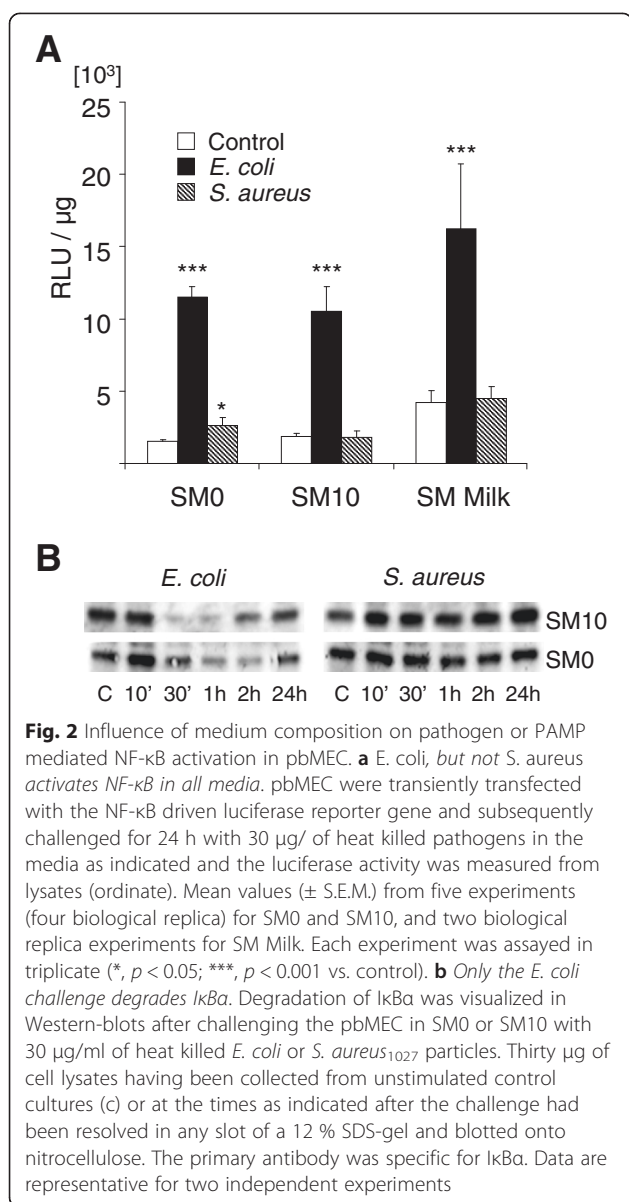 A
[10³]
25
20
15
10
5
RLU / µg
Control
E. coli
S. aureus
***
*
***
***
SM0
SM10
SM Milk
B
E. coli
S. aureus
SM10
SM0
C 10' 30' 1h 2h 24h
C 10' 30' 1h 2h 24h
Fig. 2 Influence of medium composition on pathogen or PAMP
mediated NF-κB activation in pbMEC. a E. coli, but not S. aureus
activates NF-κB in all media. pbMEC were transiently transfected
with the NF-κB driven luciferase reporter gene and subsequently
challenged for 24 h with 30 µg/ of heat killed pathogens in the
media as indicated and the luciferase activity was measured from
lysates (ordinate). Mean values (± S.E.M.) from five experiments
(four biological replica) for SM0 and SM10, and two biological
replica experiments for SM Milk. Each experiment was assayed in
triplicate (*, p < 0.05; ***, p < 0.001 vs. control). b Only the E. coli
challenge degrades IκBα. Degradation of IκBα was visualized in
Western-blots after challenging the pbMEC in SM0 or SM10 with
30 µg/ml of heat killed E. coli or S. aureus₁₀₂₇ particles. Thirty µg of
cell lysates having been collected from unstimulated control
cultures (c) or at the times as indicated after the challenge had
been resolved in any slot of a 12 % SDS-gel and blotted onto
nitrocellulose. The primary antibody was specific for IκBα. Data are
representative for two independent experiments